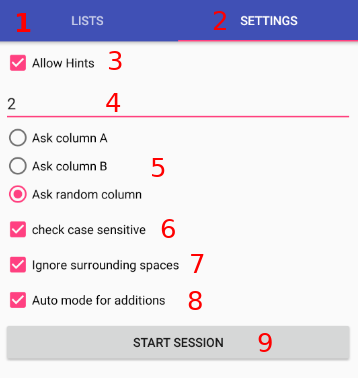 1 LISTS 2 SETTINGS
Allow Hints 3
2 4
Ask column A
Ask column B 5
Ask random column
check case sensitive 6
Ignore surrounding spaces 7
Auto mode for additions 8
START SESSION 9